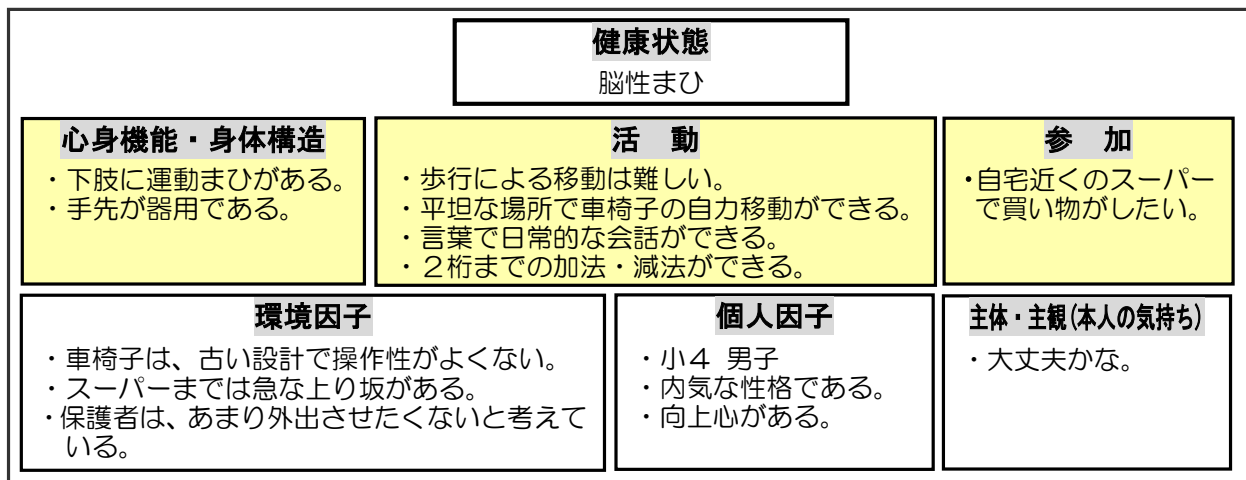 健康状態
脳性まひ
心身機能・身体構造
・下肢に運動まひがある。
・手先が器用である。
活 動
・歩行による移動は難しい。
・平坦な場所で車椅子の自力移動ができる。
・言葉で日常的な会話ができる。
・２桁までの加法・減法ができる。
参 加
・自宅近くのスーパー
で買い物がしたい。
環境因子
・車椅子は、古い設計で操作性がよくない。
・スーパーまでは急な上り坂がある。
・保護者は、あまり外出させたくないと考えて
いる。
個人因子
・小４ 男子
・内気な性格である。
・向上心がある。
主体・主観(本人の気持ち)
・大丈夫かな。